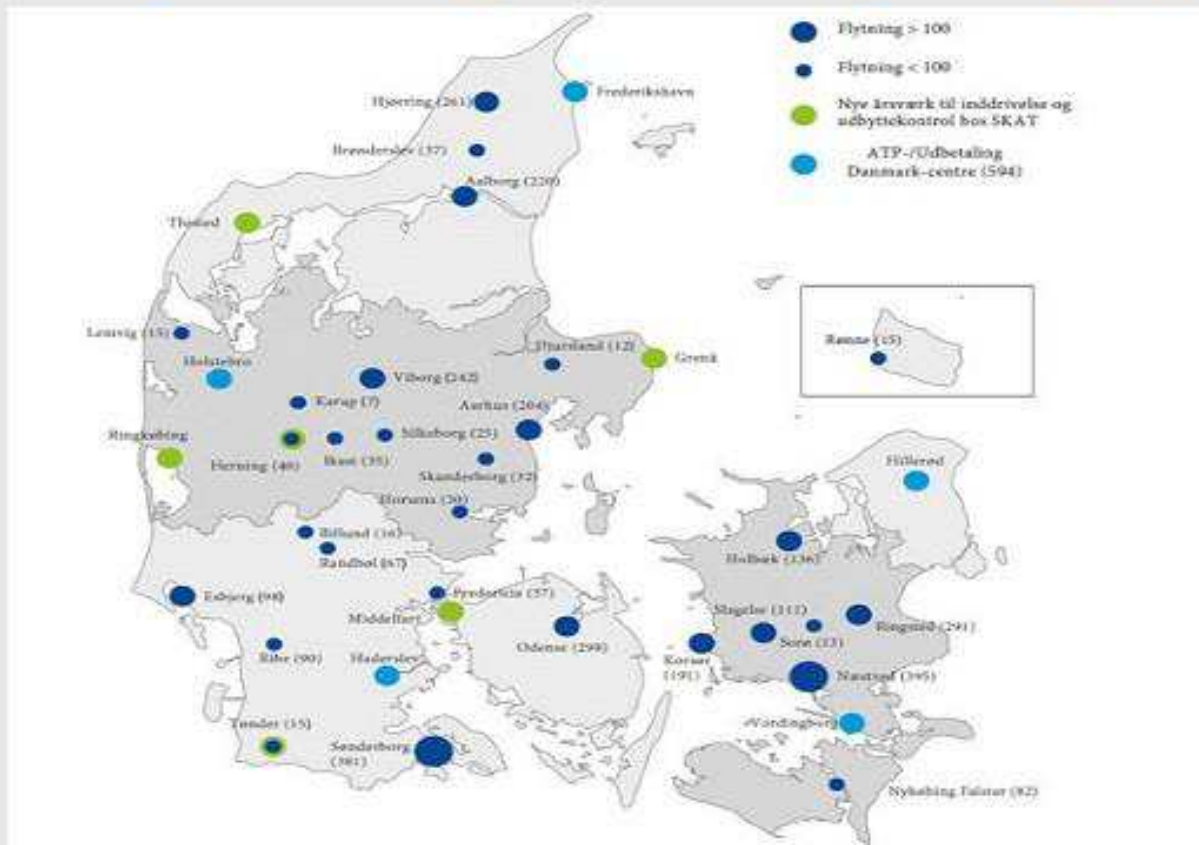 Flytning > 100
Flytning < 100
Nye årsværk til inddrivelse og
udbyttekontrol hos SKAT
ATP-/Udbetaling
Danmark-centre (594)
Hjørring (261)
Frederikshavn
Brønderslev (37)
Aalborg (220)
Thisted
Lemvig (15)
Holstebro
Viborg (242)
Djursland (12)
Grenå
Rønne (15)
Karup (7)
Aarhus (204)
Ringkøbing
Herning (46)
Ikast (35)
Silkeborg (25)
Skanderborg (32)
Horsens (20)
Hillerød
Billund (16)
Randbøl (67)
Holbæk (136)
Esbjerg (98)
Fredericia (57)
Middelfart
Odense (299)
Slagelse (111)
Sorø (13)
Ringsted (291)
Korsør
(191)
Ribe (90)
Haderslev
Næstved (395)
Tønder (15)
Sønderborg
(381)
Vordingborg
Nykøbing Falster (82)